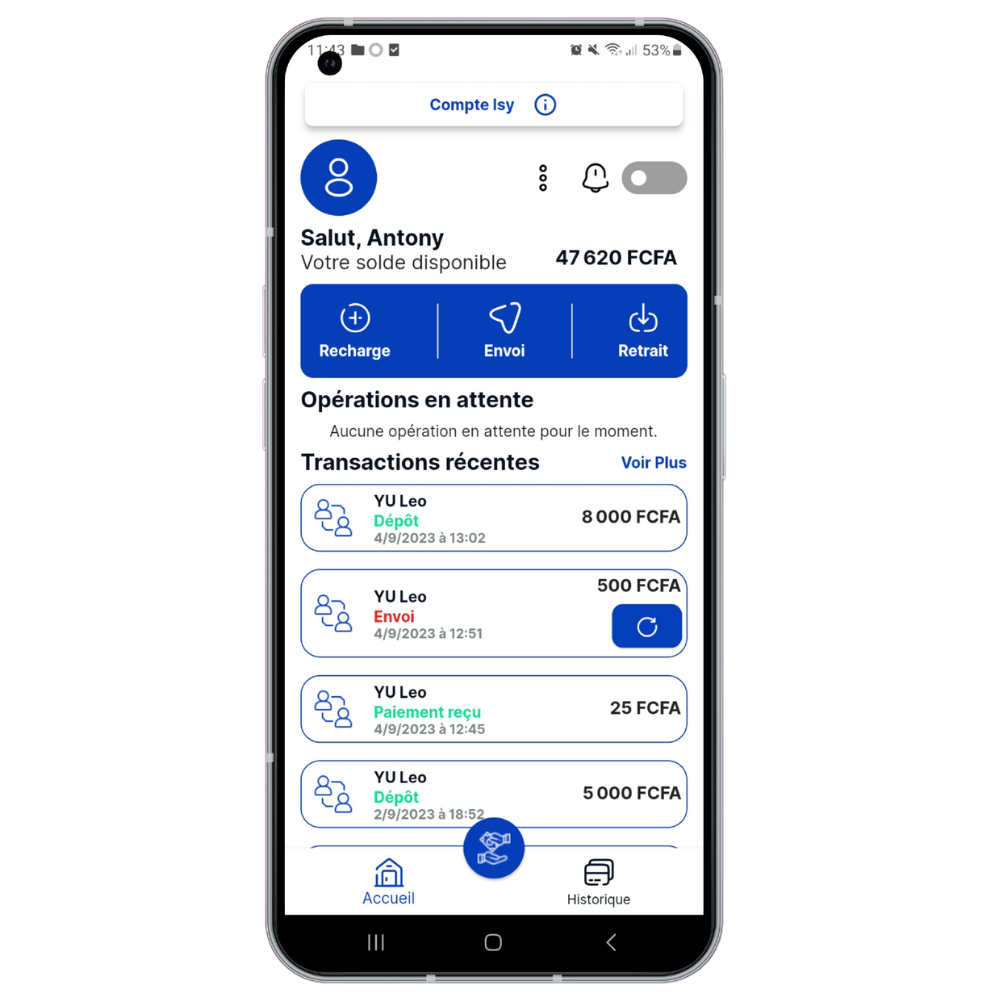 11:43 53%
Compte Isy
Salut, Antony
Votre solde disponible
47 620 FCFA
Recharge
Envoi
Retrait
Opérations en attente
Aucune opération en attente pour le moment.
Transactions récentes
Voir Plus
YU Leo
Dépôt
4/9/2023 à 13:02
8 000 FCFA
YU Leo
Envoi
4/9/2023 à 12:51
500 FCFA
YU Leo
Paiement reçu
4/9/2023 à 12:45
25 FCFA
YU Leo
Dépôt
2/9/2023 à 18:52
5 000 FCFA
Accueil
Historique